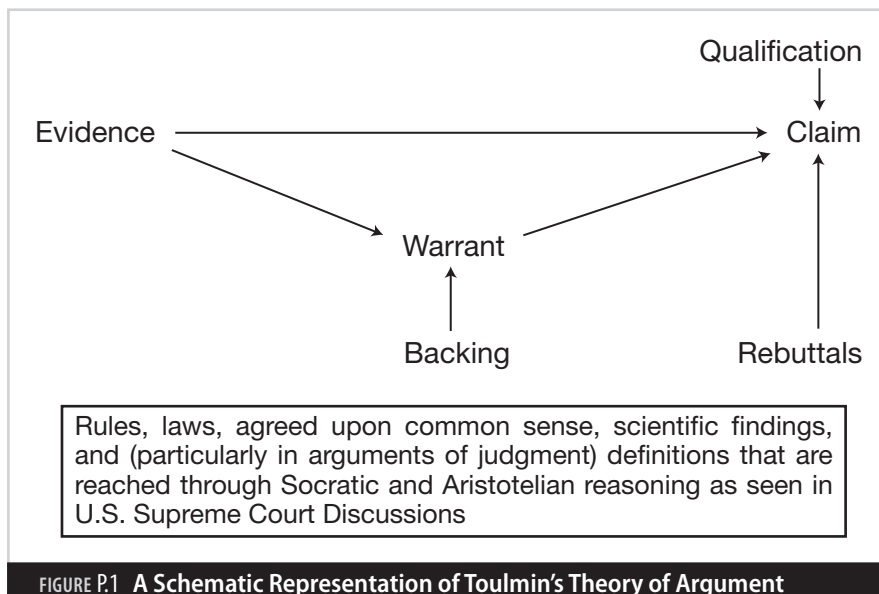 Qualification
Evidence
Claim
Warrant
Backing
Rebuttals
Rules, laws, agreed upon common sense, scientific findings,
and (particularly in arguments of judgment) definitions that are
reached through Socratic and Aristotelian reasoning as seen in
U.S. Supreme Court Discussions
FIGURE P.1 A Schematic Representation of Toulmin's Theory of Argument